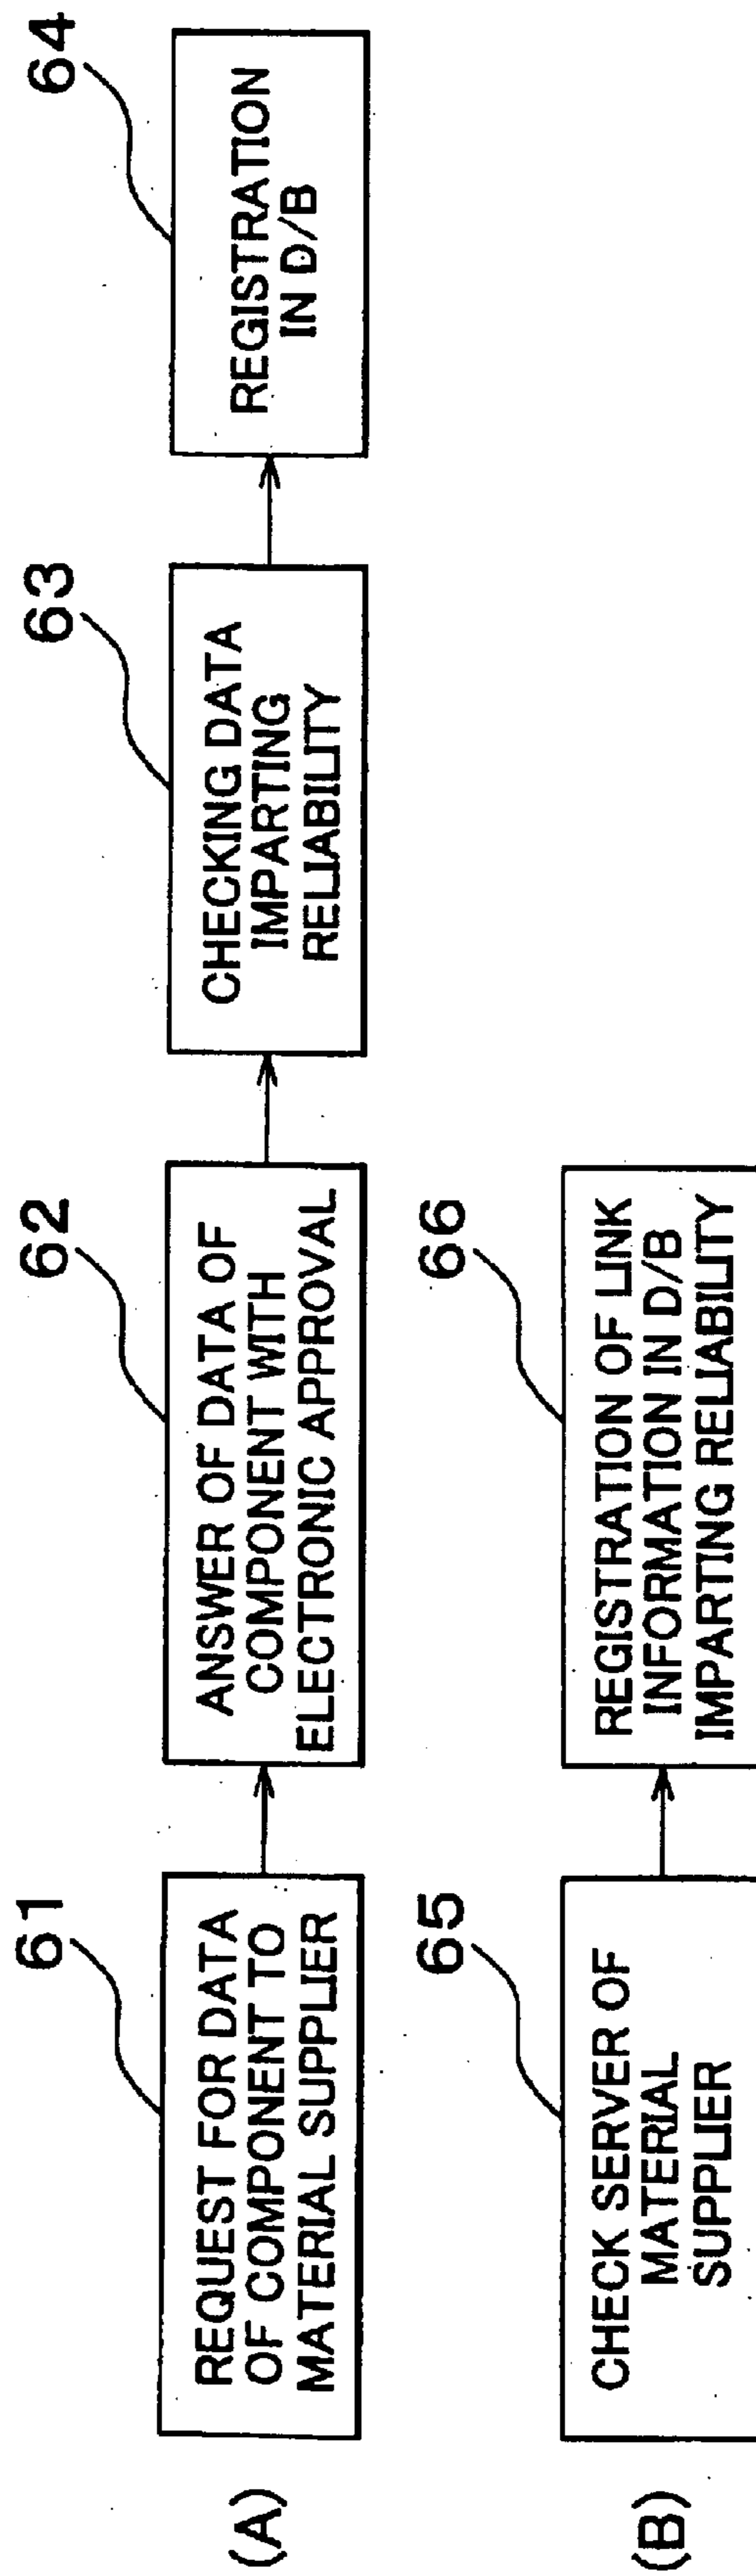 (A)
61
REQUEST FOR DATA
OF COMPONENT TO
MATERIAL SUPPLIER
62
ANSWER OF DATA OF
COMPONENT WITH
ELECTRONIC APPROVAL
63
CHECKING DATA
IMPARTING
RELIABILITY
64
REGISTRATION
IN D/B
(B)
65
CHECK SERVER OF
MATERIAL
SUPPLIER
66
REGISTRATION OF LINK
INFORMATION IN D/B
IMPARTING RELIABILITY